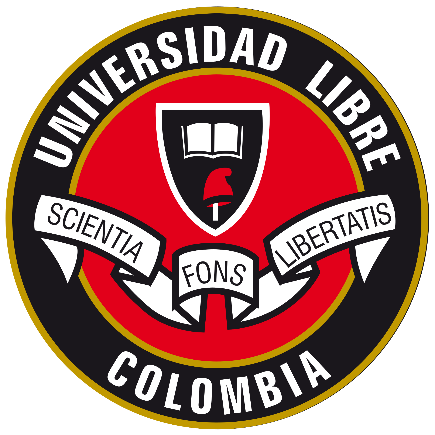 UNIVERSIDAD LIBRE
SCIENTIA
FONS
LIBERTATIS
COLOMBIA